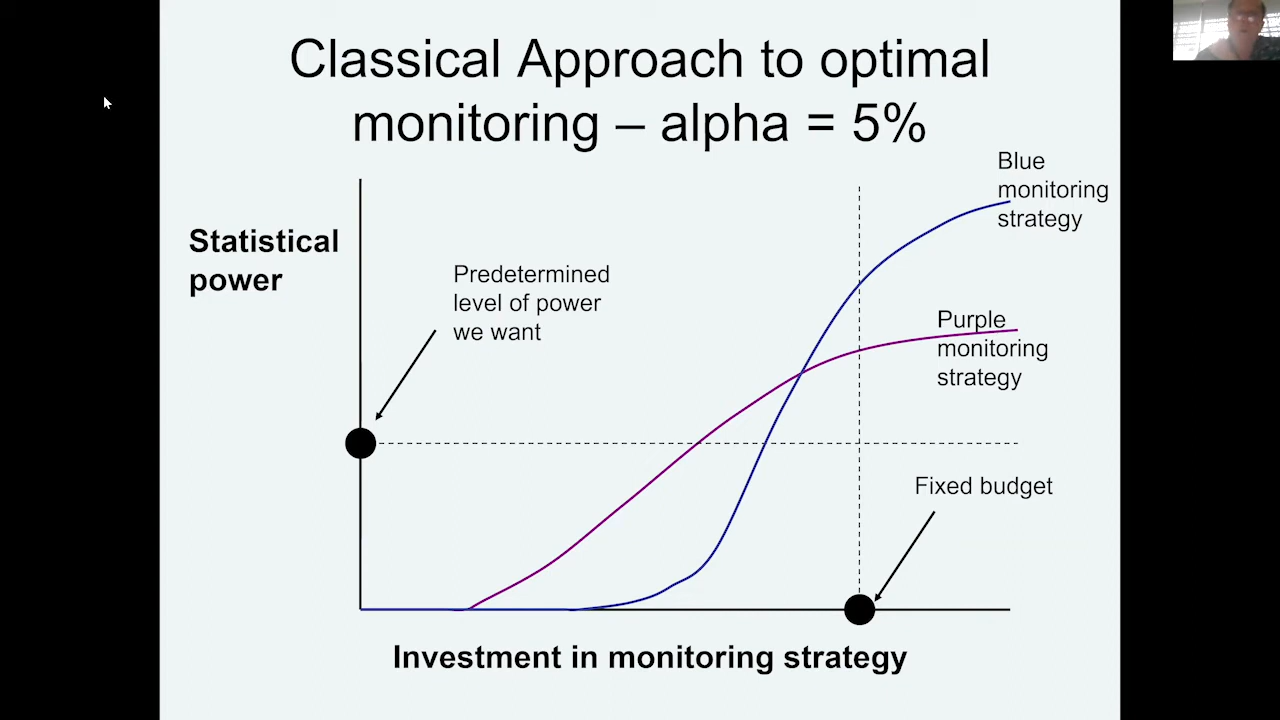 Classical Approach to optimal
monitoring – alpha = 5%
Blue
monitoring
strategy
Statistical
power
Predetermined
level of power
we want
Purple
monitoring
strategy
Fixed budget
Investment in monitoring strategy